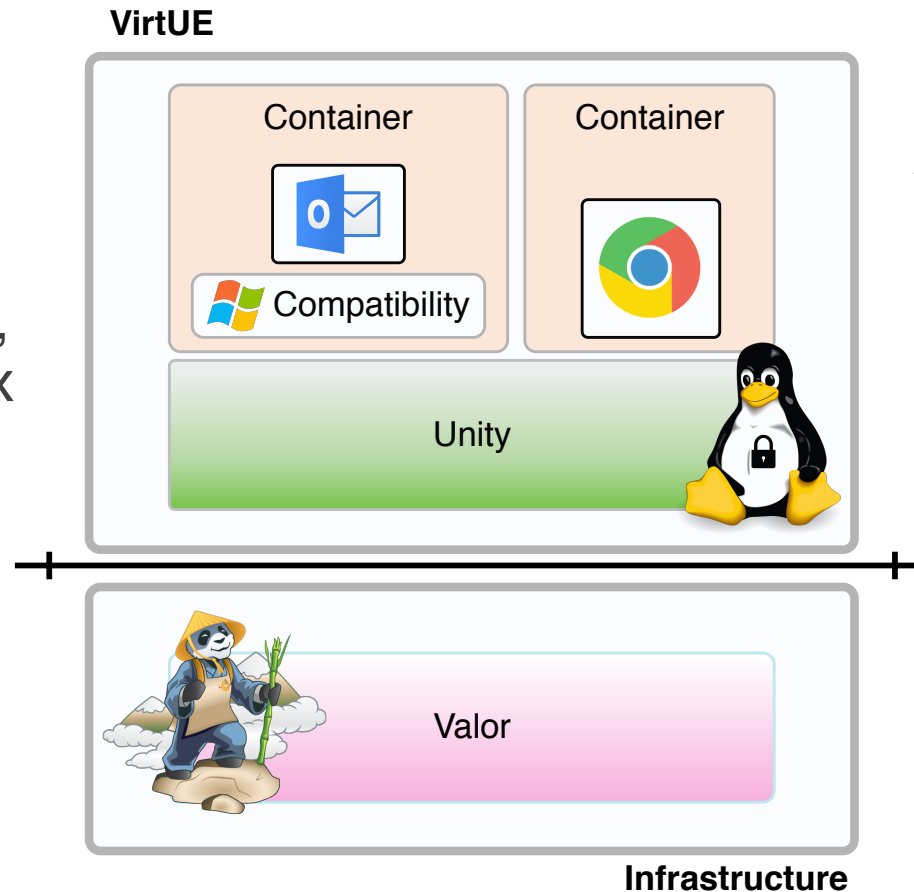 VirtUE
Container
Container
O
Compatibility
,
x
Unity
Valor
Infrastructure